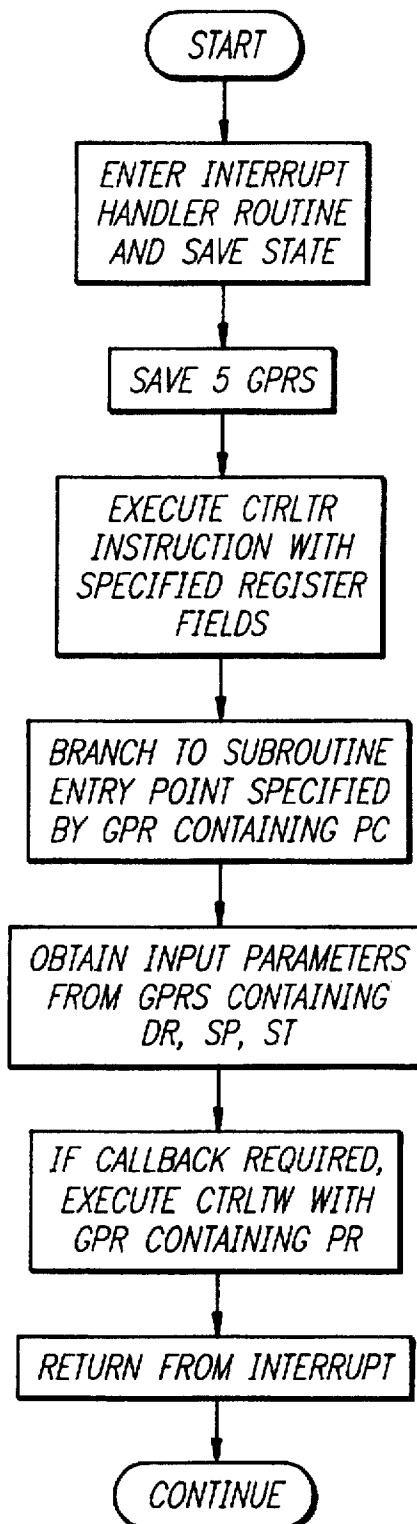 START
ENTER INTERRUPT
HANDLER ROUTINE
AND SAVE STATE
SAVE 5 GPRS
EXECUTE CTRLTR
INSTRUCTION WITH
SPECIFIED REGISTER
FIELDS
BRANCH TO SUBROUTINE
ENTRY POINT SPECIFIED
BY GPR CONTAINING PC
OBTAIN INPUT PARAMETERS
FROM GPRS CONTAINING
DR, SP, ST
IF CALLBACK REQUIRED,
EXECUTE CTRLTW WITH
GPR CONTAINING PR
RETURN FROM INTERRUPT
CONTINUE